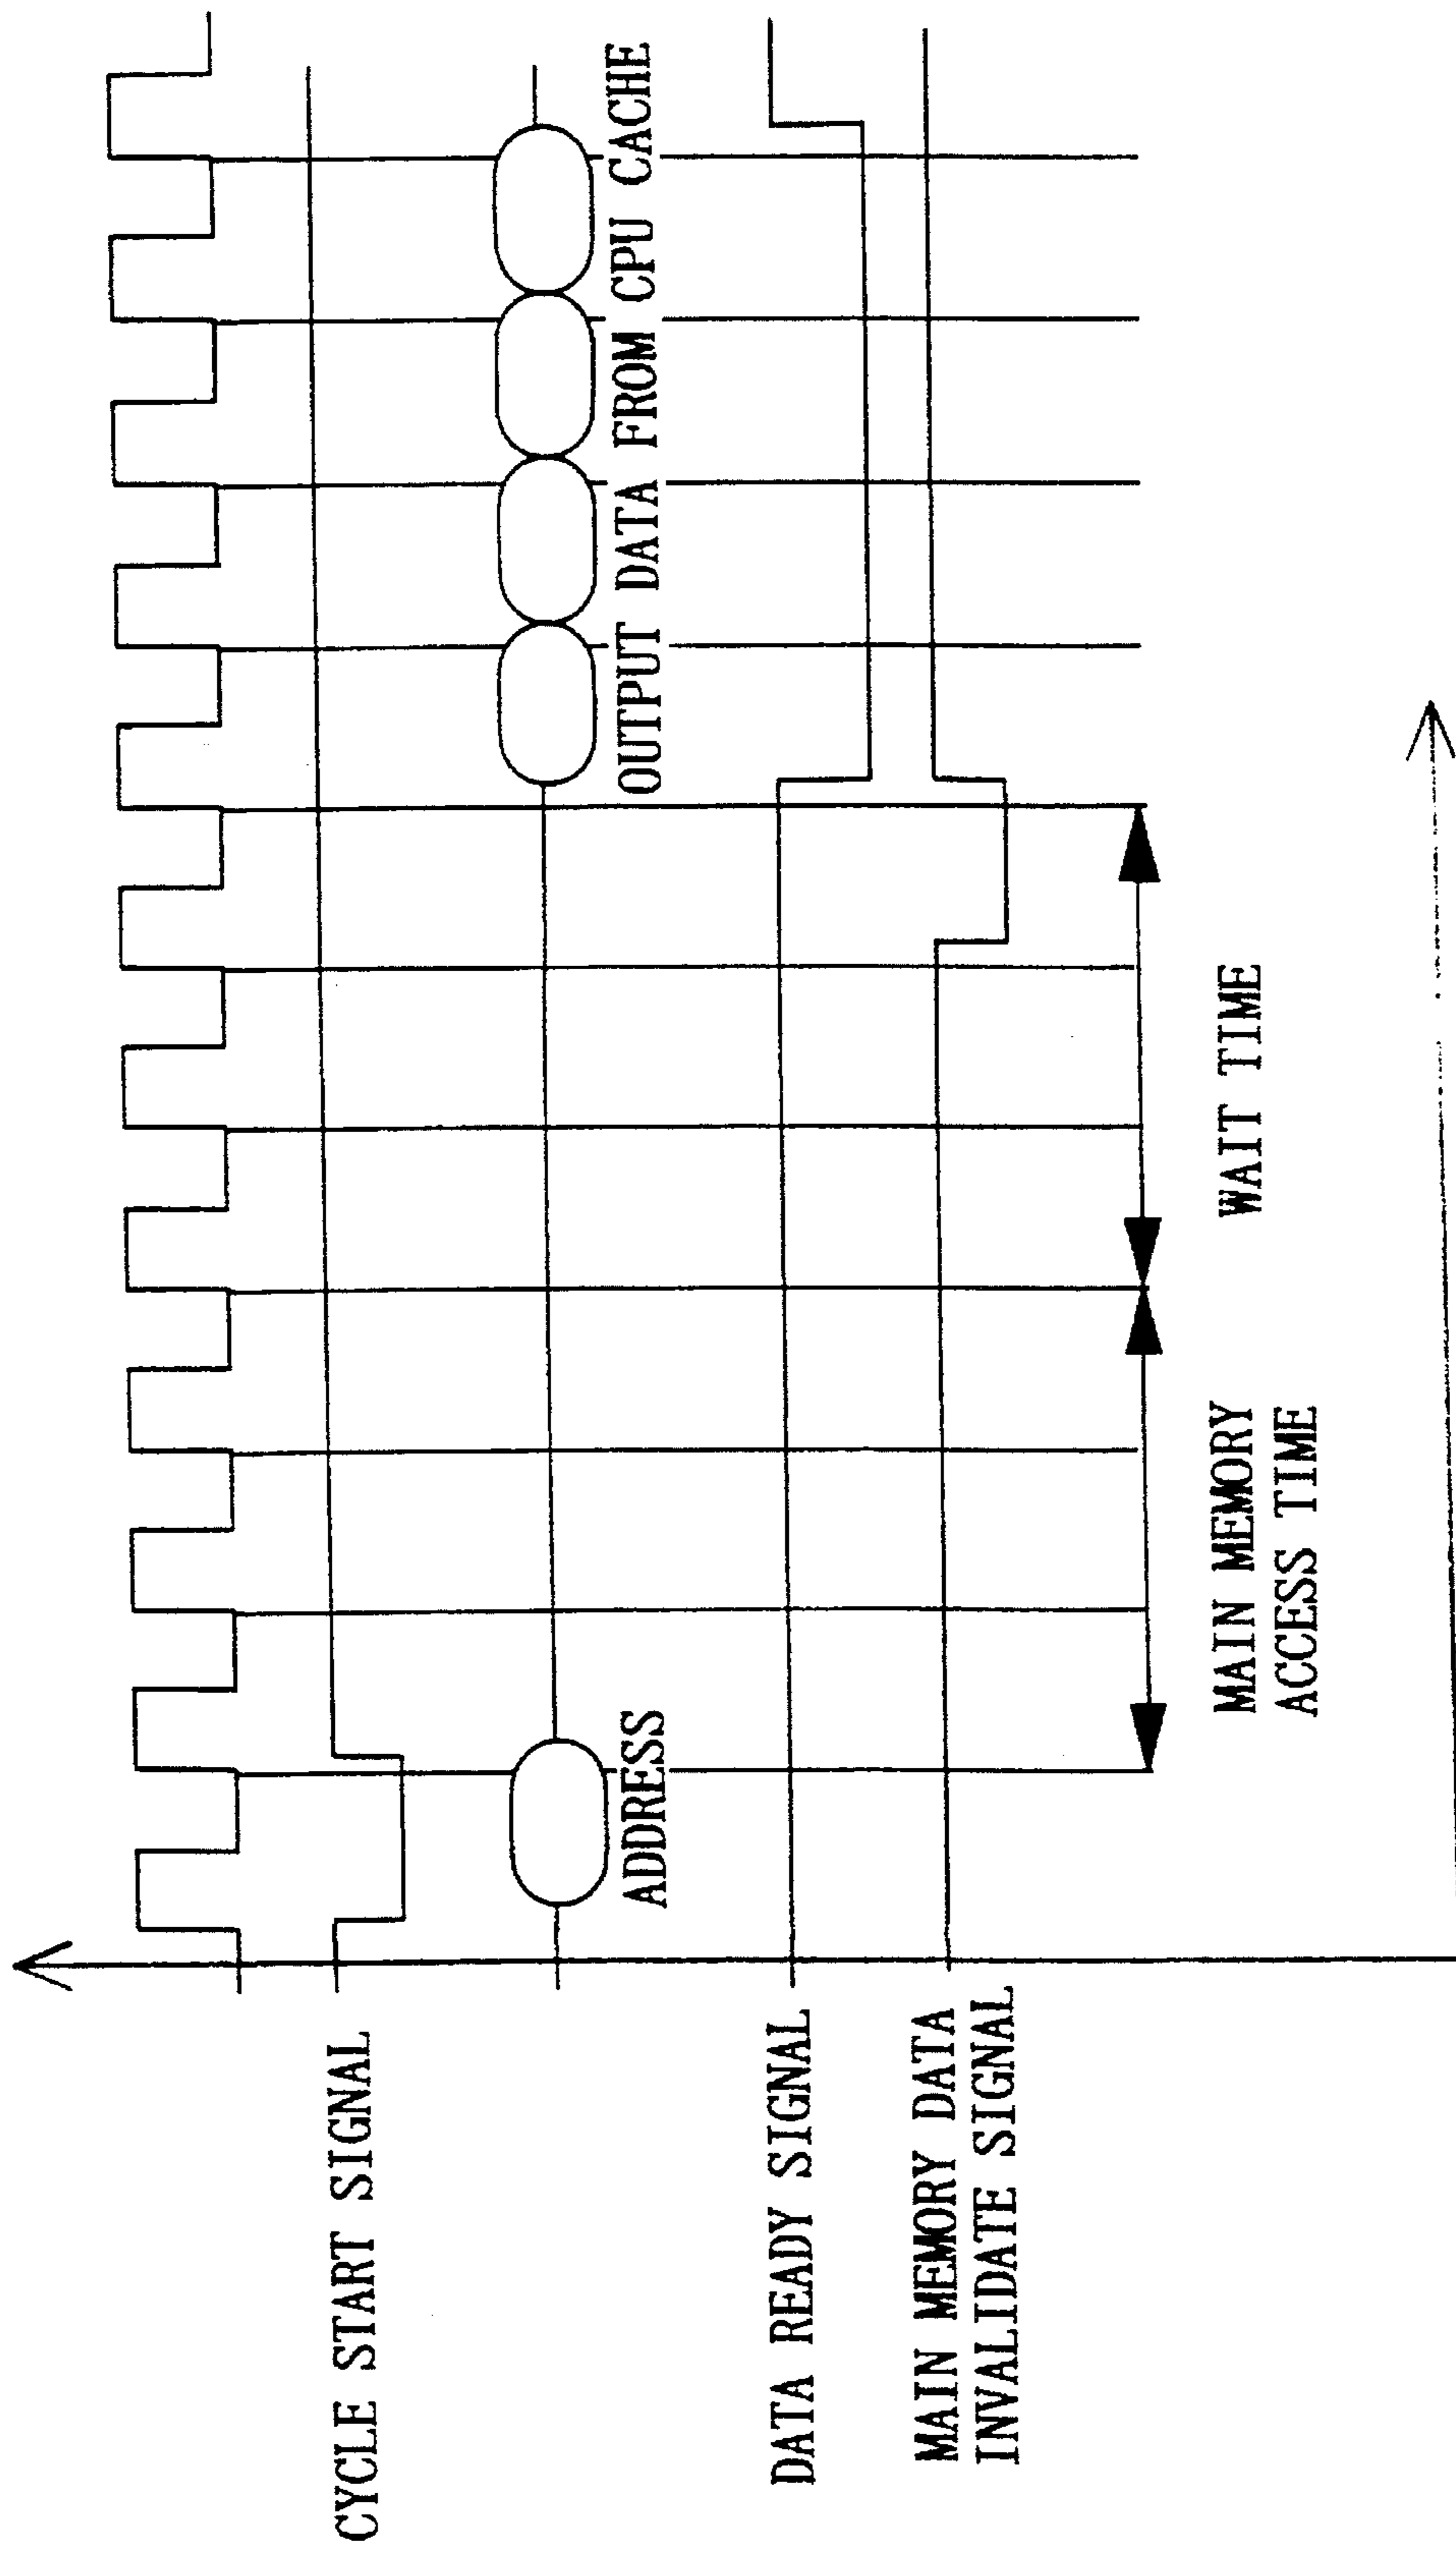 CYCLE START SIGNAL
ADDRESS
OUTPUT DATA FROM CPU CACHE
DATA READY SIGNAL
MAIN MEMORY DATA
INVALIDATE SIGNAL
MAIN MEMORY
ACCESS TIME
WAIT TIME